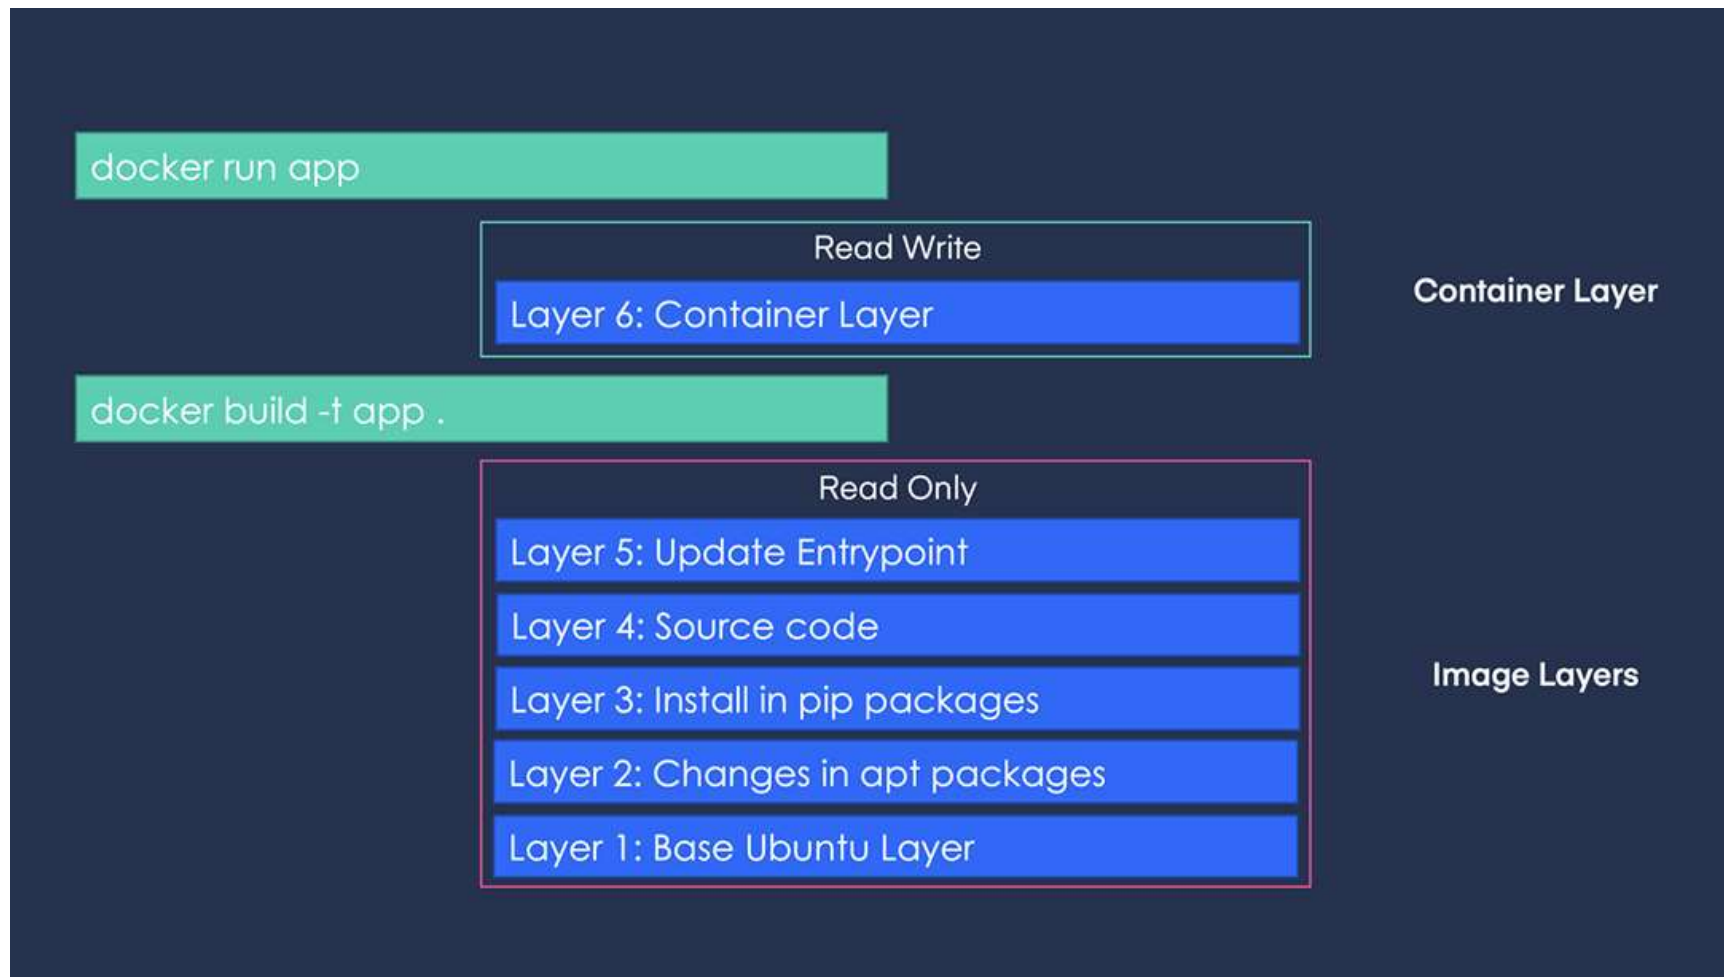 docker run app
Read Write
Layer 6: Container Layer
Container Layer
docker build -t app .
Read Only
Layer 5: Update Entrypoint
Layer 4: Source code
Layer 3: Install in pip packages
Layer 2: Changes in apt packages
Layer 1: Base Ubuntu Layer
Image Layers